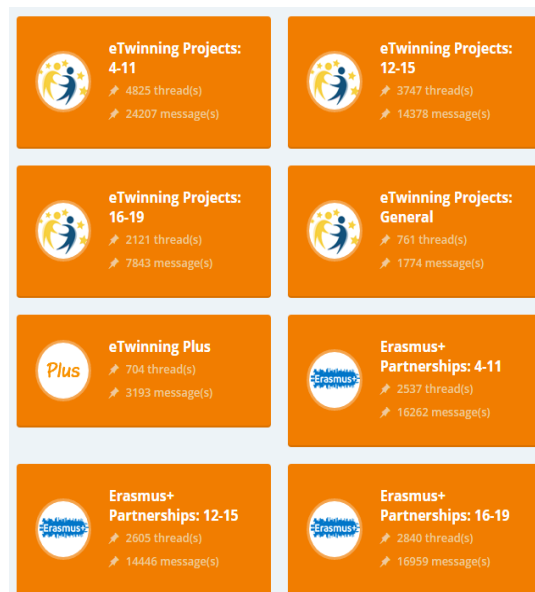 eTwinning Projects:
4-11
4825 thread(s)
24207 message(s)
eTwinning Projects:
12-15
3747 thread(s)
14378 message(s)
eTwinning Projects:
16-19
2121 thread(s)
7843 message(s)
eTwinning Projects:
General
761 thread(s)
1774 message(s)
Plus
eTwinning Plus
704 thread(s)
3193 message(s)
Erasmus+
Erasmus+
Partnerships: 4-11
2537 thread(s)
16262 message(s)
Erasmus+
Erasmus+
Partnerships: 12-15
2605 thread(s)
14446 message(s)
Erasmus+
Erasmus+
Partnerships: 16-19
2840 thread(s)
16959 message(s)